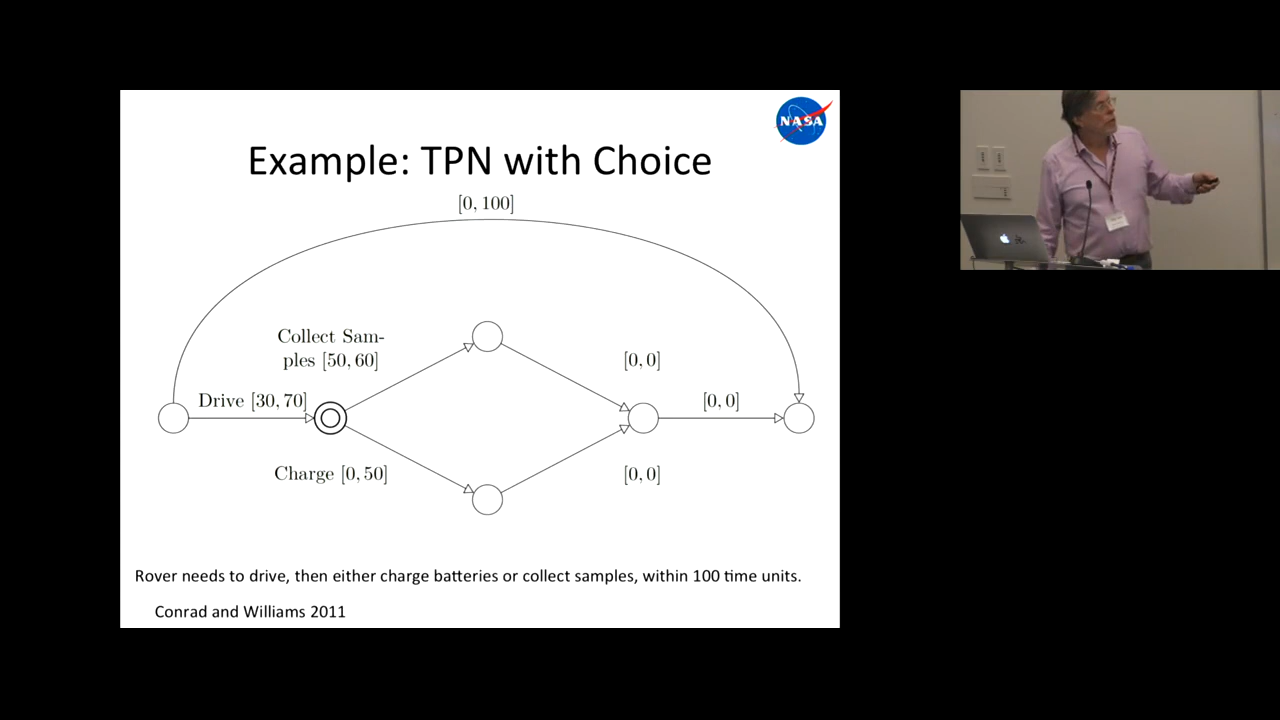 NASA
Example: TPN with Choice
[0, 100]
Collect Sam-
ples [50, 60]
[0, 0]
Drive [30, 70]
[0, 0]
Charge [0, 50]
[0, 0]
Rover needs to drive, then either charge batteries or collect samples, within 100 time units.
Conrad and Williams 2011